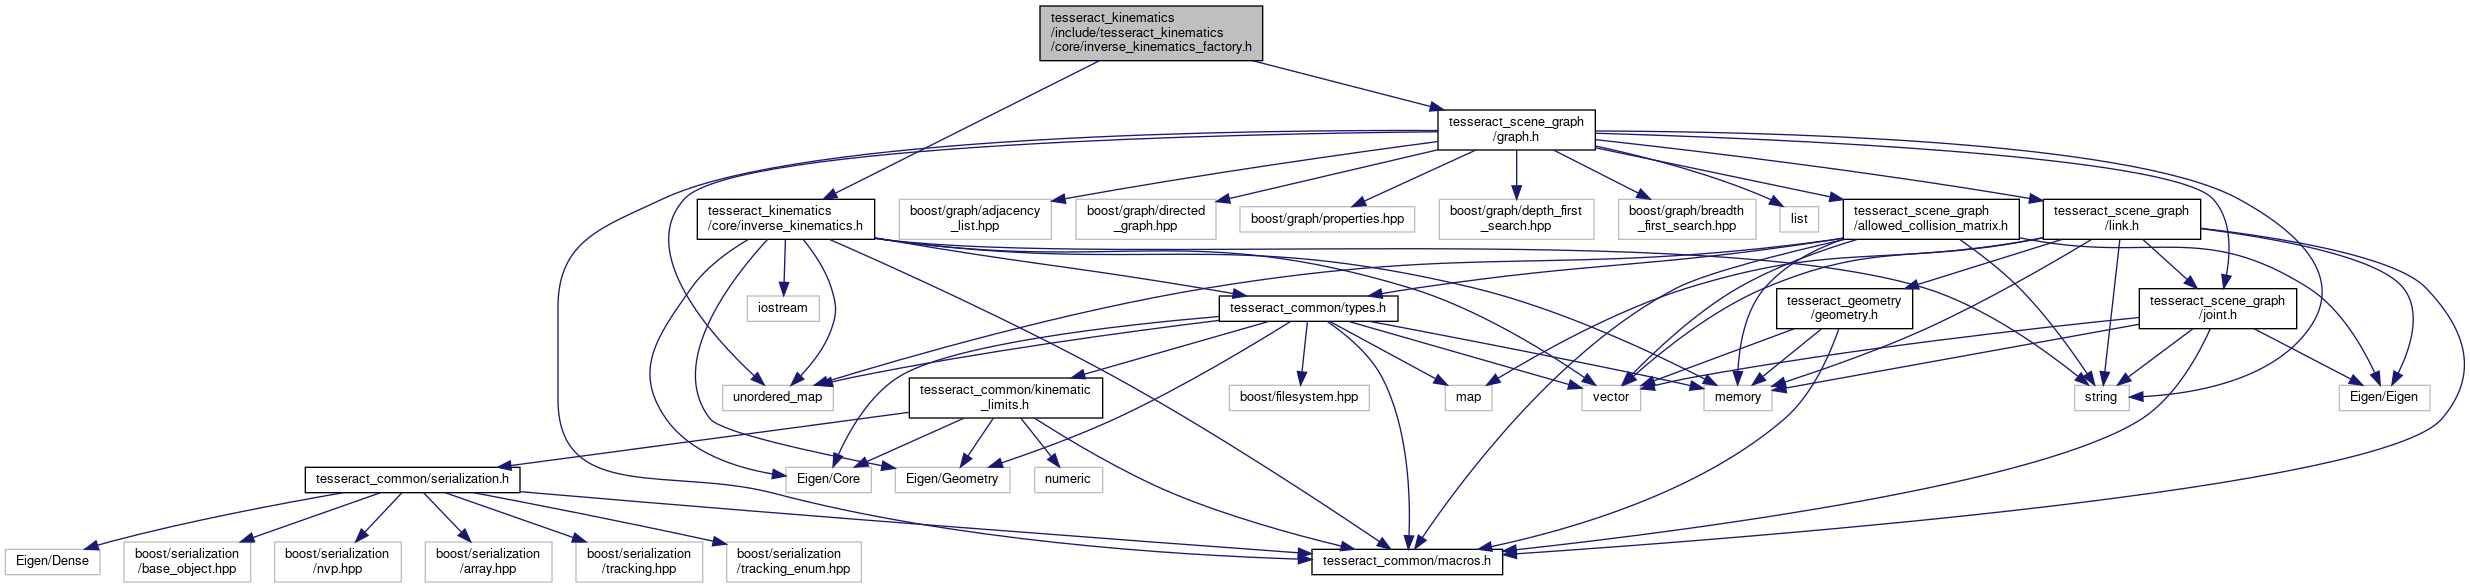 tesseract_kinematics
/include/tesseract_kinematics
/core/inverse_kinematics_factory.h
tesseract_scene_graph
/graph.h
tesseract_kinematics
/core/inverse_kinematics.h
boost/graph/adjacency
_list.hpp
boost/graph/directed
_graph.hpp
boost/graph/properties.hpp
boost/graph/depth_first
_search.hpp
boost/graph/breadth
_first_search.hpp
list
tesseract_scene_graph
/allowed_collision_matrix.h
tesseract_scene_graph
/link.h
iostream
tesseract_common/types.h
tesseract_geometry
/geometry.h
tesseract_scene_graph
/joint.h
unordered_map
tesseract_common/kinematic
_limits.h
boost/filesystem.hpp
map
vector
memory
string
Eigen/Eigen
tesseract_common/serialization.h
Eigen/Core
Eigen/Geometry
numeric
Eigen/Dense
boost/serialization
/base_object.hpp
boost/serialization
/nvp.hpp
boost/serialization
/array.hpp
boost/serialization
/tracking.hpp
boost/serialization
/tracking_enum.hpp
tesseract_common/macros.h